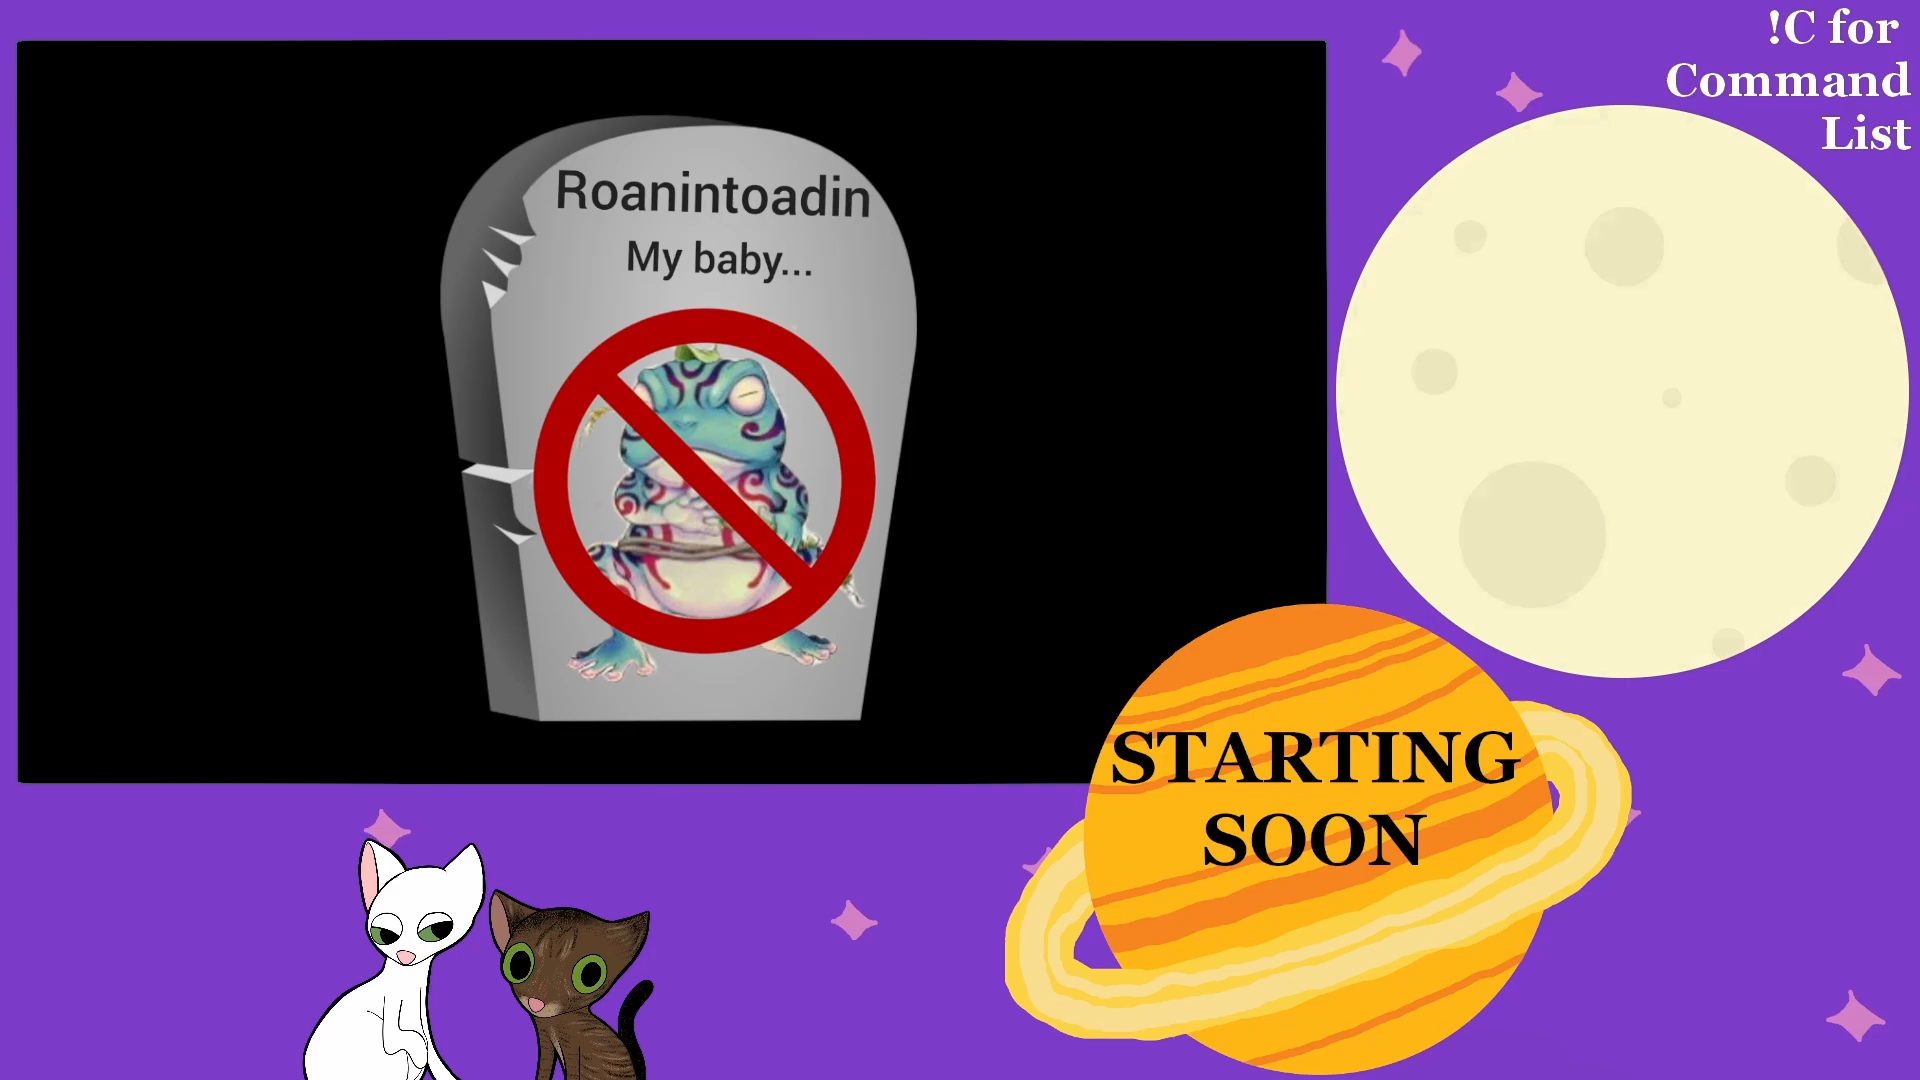 !C for
Command
List
Roanintoadin
My baby...
STARTING
SOON